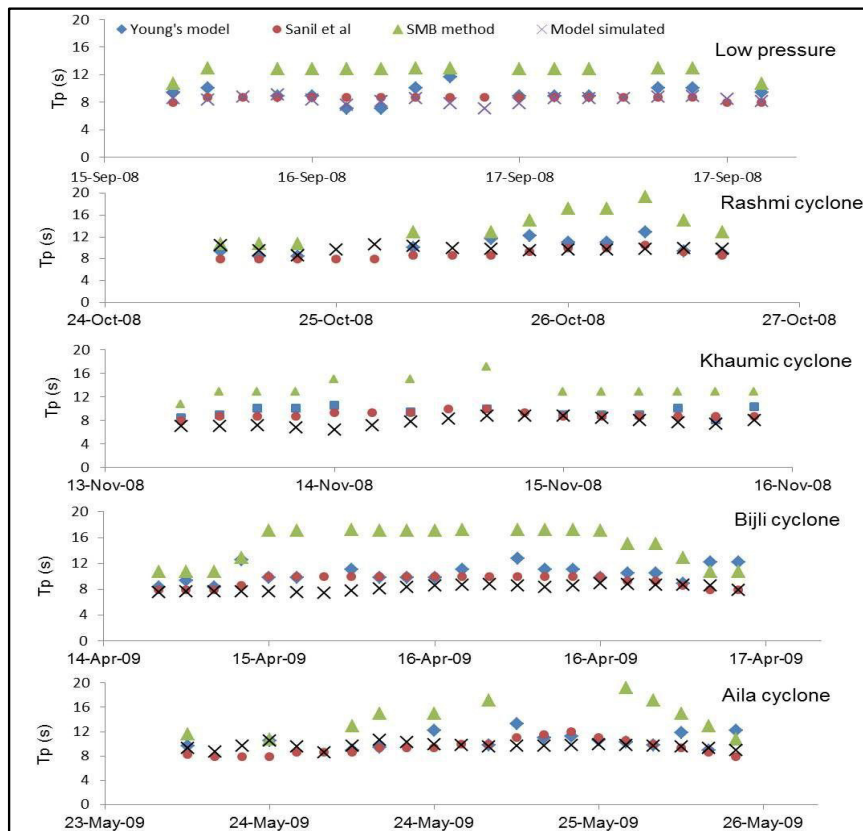 Young's model Sanil et al SMB method Model simulated
Low pressure
Tp (s)
20
16
12
8
4
0
15-Sep-08 16-Sep-08 17-Sep-08 17-Sep-08
Rashmi cyclone
Tp (s)
20
16
12
8
4
0
24-Oct-08 25-Oct-08 26-Oct-08 27-Oct-08
Khaumic cyclone
Tp (s)
20
16
12
8
4
0
13-Nov-08 14-Nov-08 15-Nov-08 16-Nov-08
Bijli cyclone
Tp (s)
20
16
12
8
4
0
14-Apr-09 15-Apr-09 16-Apr-09 16-Apr-09 17-Apr-09
Aila cyclone
Tp (s)
20
16
12
8
4
0
23-May-09 24-May-09 24-May-09 25-May-09 26-May-09